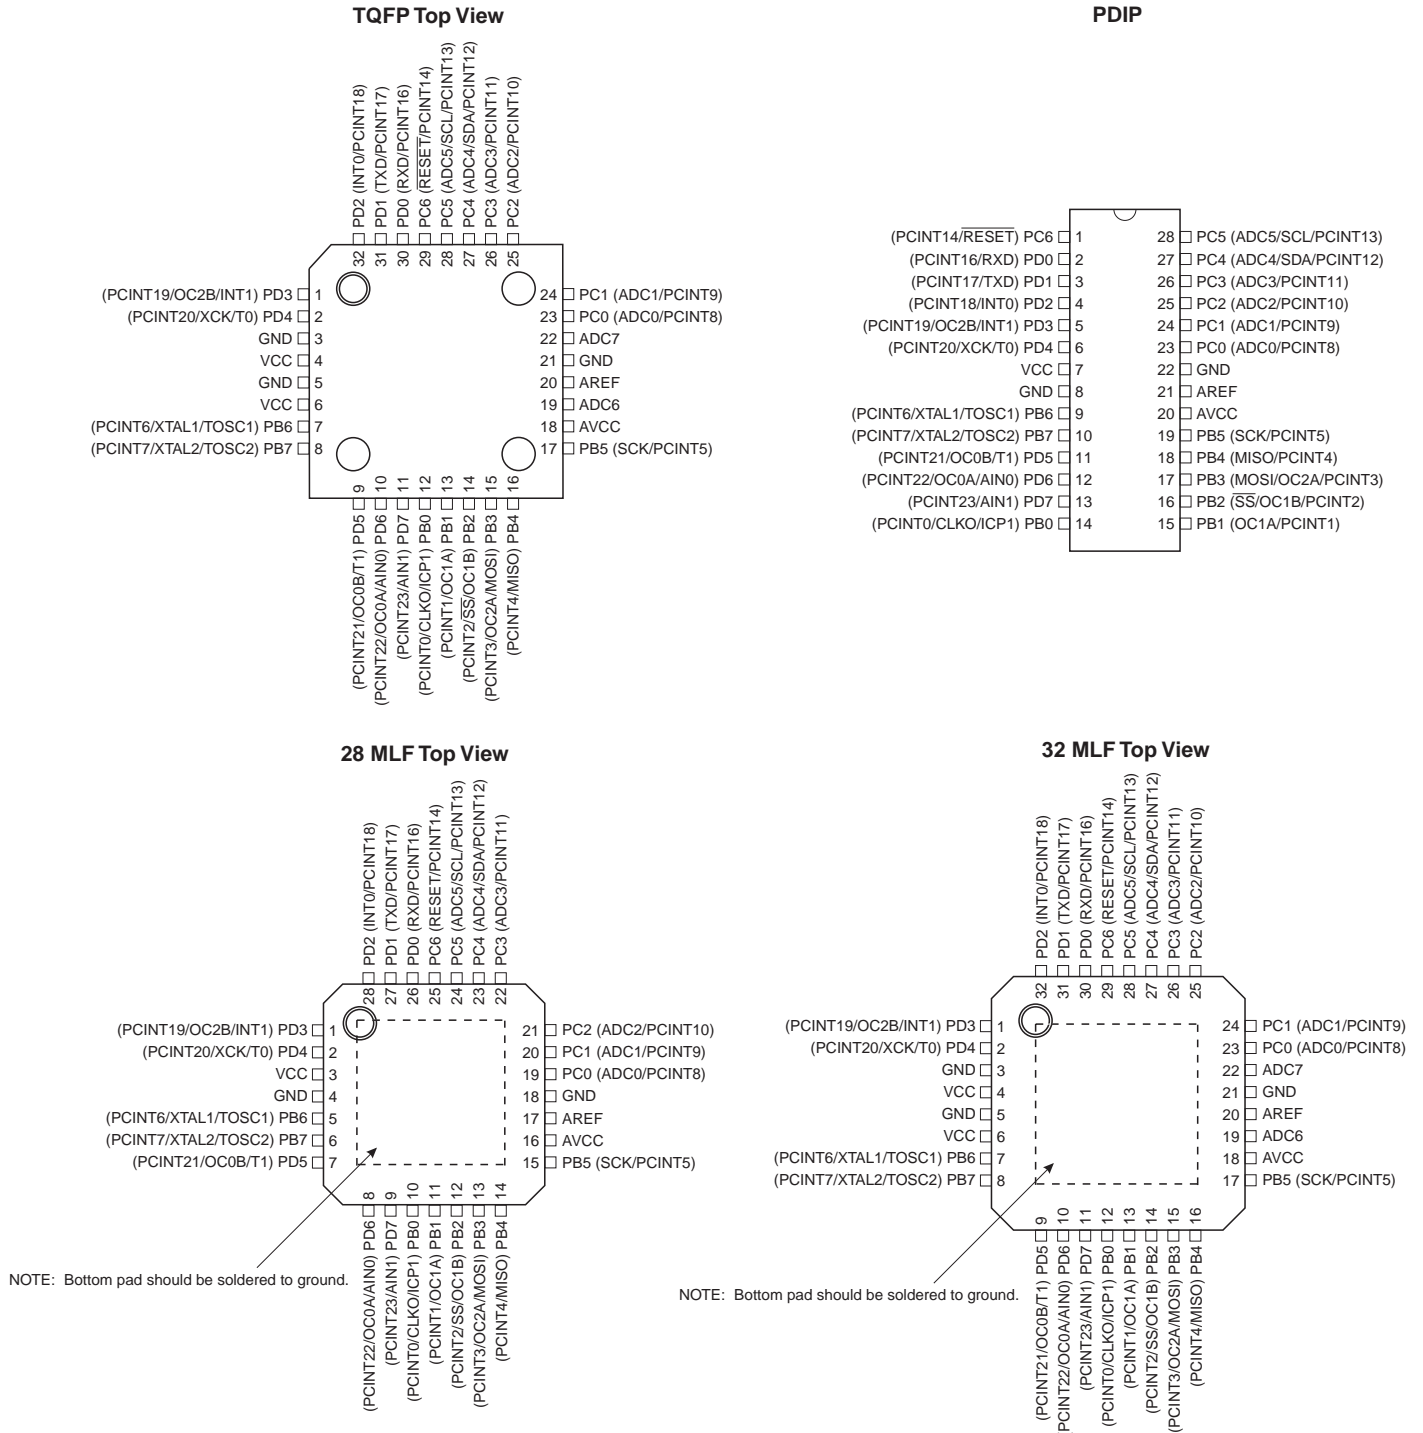 TQFP Top View
PD2 (INT0/PCINT18)
PD1 (TXD/PCINT17)
PD0 (RXD/PCINT16)
PC6 (RESET/PCINT14)
PC5 (ADC5/SCL/PCINT13)
PC4 (ADC4/SDA/PCINT12)
PC3 (ADC3/PCINT11)
PC2 (ADC2/PCINT10)
32 31 30 29 28 27 26 25
(PCINT19/OC2B/INT1) PD3 1
(PCINT20/XCK/T0) PD4 2
GND 3
VCC 4
GND 5
VCC 6
(PCINT6/XTAL1/TOSC1) PB6 7
(PCINT7/XTAL2/TOSC2) PB7 8
24 PC1 (ADC1/PCINT9)
23 PC0 (ADC0/PCINT8)
22 ADC7
21 GND
20 AREF
19 ADC6
18 AVCC
17 PB5 (SCK/PCINT5)
9 10 11 12 13 14 15 16
(PCINT21/OC0B/T1) PD5
(PCINT22/OC0A/AIN0) PD6
(PCINT23/AIN1) PD7
(PCINT0/CLKO/ICP1) PB0
(PCINT1/OC1A) PB1
(PCINT2/SS/OC1B) PB2
(PCINT3/OC2A/MOSI) PB3
(PCINT4/MISO) PB4
PDIP
(PCINT14/RESET) PC6 1
(PCINT16/RXD) PD0 2
(PCINT17/TXD) PD1 3
(PCINT18/INT0) PD2 4
(PCINT19/OC2B/INT1) PD3 5
(PCINT20/XCK/T0) PD4 6
VCC 7
GND 8
(PCINT6/XTAL1/TOSC1) PB6 9
(PCINT7/XTAL2/TOSC2) PB7 10
(PCINT21/OC0B/T1) PD5 11
(PCINT22/OC0A/AIN0) PD6 12
(PCINT23/AIN1) PD7 13
(PCINT0/CLKO/ICP1) PB0 14
28 PC5 (ADC5/SCL/PCINT13)
27 PC4 (ADC4/SDA/PCINT12)
26 PC3 (ADC3/PCINT11)
25 PC2 (ADC2/PCINT10)
24 PC1 (ADC1/PCINT9)
23 PC0 (ADC0/PCINT8)
22 GND
21 AREF
20 AVCC
19 PB5 (SCK/PCINT5)
18 PB4 (MISO/PCINT4)
17 PB3 (MOSI/OC2A/PCINT3)
16 PB2 (SS/OC1B/PCINT2)
15 PB1 (OC1A/PCINT1)
28 MLF Top View
PD2 (INT0/PCINT18)
PD1 (TXD/PCINT17)
PD0 (RXD/PCINT16)
PC6 (RESET/PCINT14)
PC5 (ADC5/SCL/PCINT13)
PC4 (ADC4/SDA/PCINT12)
PC3 (ADC3/PCINT11)
28 27 26 25 24 23 22
(PCINT19/OC2B/INT1) PD3 1
(PCINT20/XCK/T0) PD4 2
VCC 3
GND 4
(PCINT6/XTAL1/TOSC1) PB6 5
(PCINT7/XTAL2/TOSC2) PB7 6
(PCINT21/OC0B/T1) PD5 7
21 PC2 (ADC2/PCINT10)
20 PC1 (ADC1/PCINT9)
19 PC0 (ADC0/PCINT8)
18 GND
17 AREF
16 AVCC
15 PB5 (SCK/PCINT5)
8 9 10 11 12 13 14
(PCINT22/OC0A/AIN0) PD6
(PCINT23/AIN1) PD7
(PCINT0/CLKO/ICP1) PB0
(PCINT1/OC1A) PB1
(PCINT2/SS/OC1B) PB2
(PCINT3/OC2A/MOSI) PB3
(PCINT4/MISO) PB4
NOTE: Bottom pad should be soldered to ground.
32 MLF Top View
PD2 (INT0/PCINT18)
PD1 (TXD/PCINT17)
PD0 (RXD/PCINT16)
PC6 (RESET/PCINT14)
PC5 (ADC5/SCL/PCINT13)
PC4 (ADC4/SDA/PCINT12)
PC3 (ADC3/PCINT11)
PC2 (ADC2/PCINT10)
32 31 30 29 28 27 26 25
(PCINT19/OC2B/INT1) PD3 1
(PCINT20/XCK/T0) PD4 2
GND 3
VCC 4
GND 5
VCC 6
(PCINT6/XTAL1/TOSC1) PB6 7
(PCINT7/XTAL2/TOSC2) PB7 8
24 PC1 (ADC1/PCINT9)
23 PC0 (ADC0/PCINT8)
22 ADC7
21 GND
20 AREF
19 ADC6
18 AVCC
17 PB5 (SCK/PCINT5)
9 10 11 12 13 14 15 16
(PCINT21/OC0B/T1) PD5
PCINT22/OC0A/AIN0) PD6
(PCINT23/AIN1) PD7
(PCINT0/CLKO/ICP1) PB0
(PCINT1/OC1A) PB1
(PCINT2/SS/OC1B) PB2
(PCINT3/OC2A/MOSI) PB3
(PCINT4/MISO) PB4
NOTE: Bottom pad should be soldered to ground.